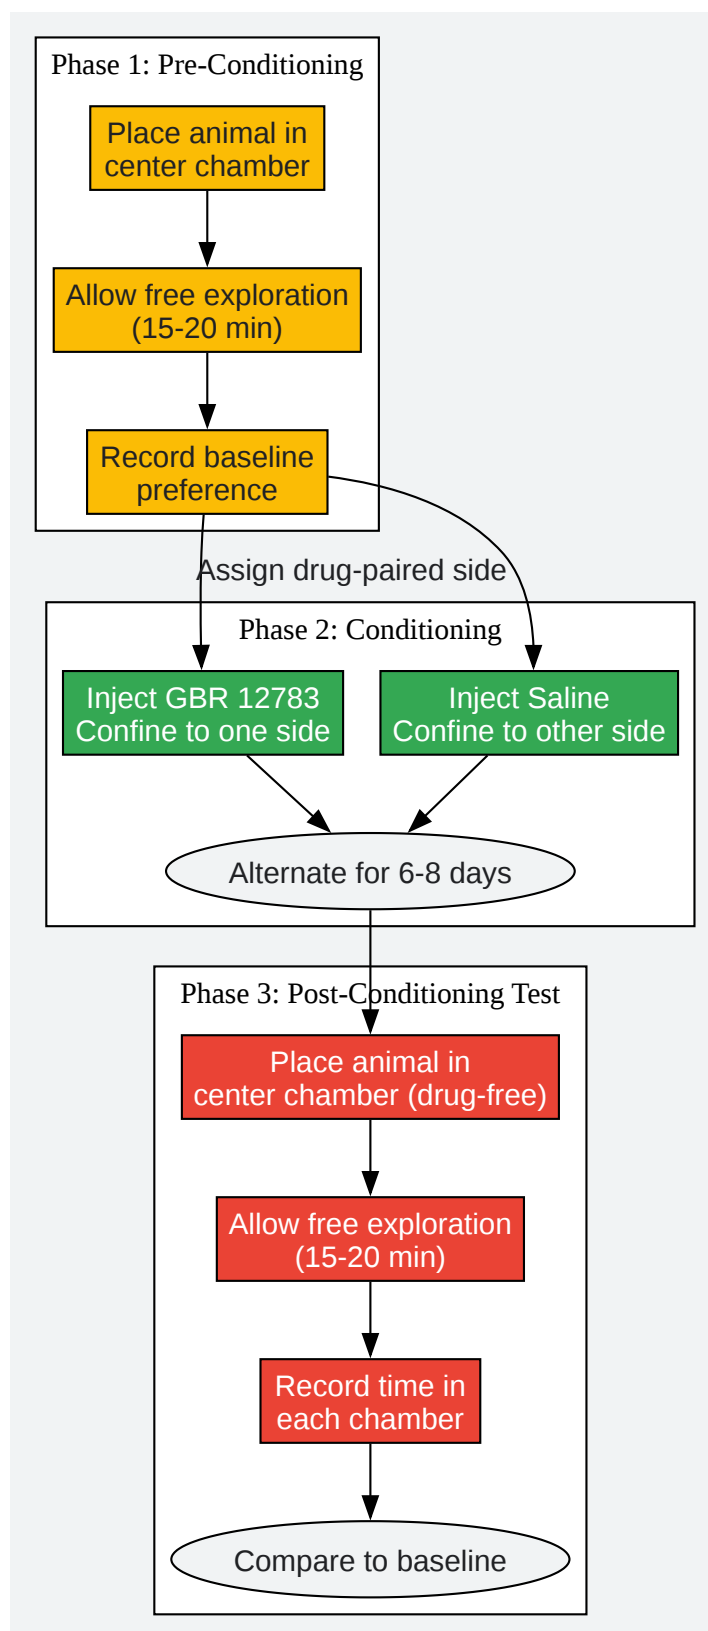 Phase 1: Pre-Conditioning
Place animal in
center chamber
Allow free exploration
(15-20 min)
Record baseline
preference
Assign drug-paired side
Phase 2: Conditioning
Inject GBR 12783
Confine to one side
Inject Saline
Confine to other side
Alternate for 6-8 days
Phase 3: Post-Conditioning Test
Place animal in
center chamber (drug-free)
Allow free exploration
(15-20 min)
Record time in
each chamber
Compare to baseline